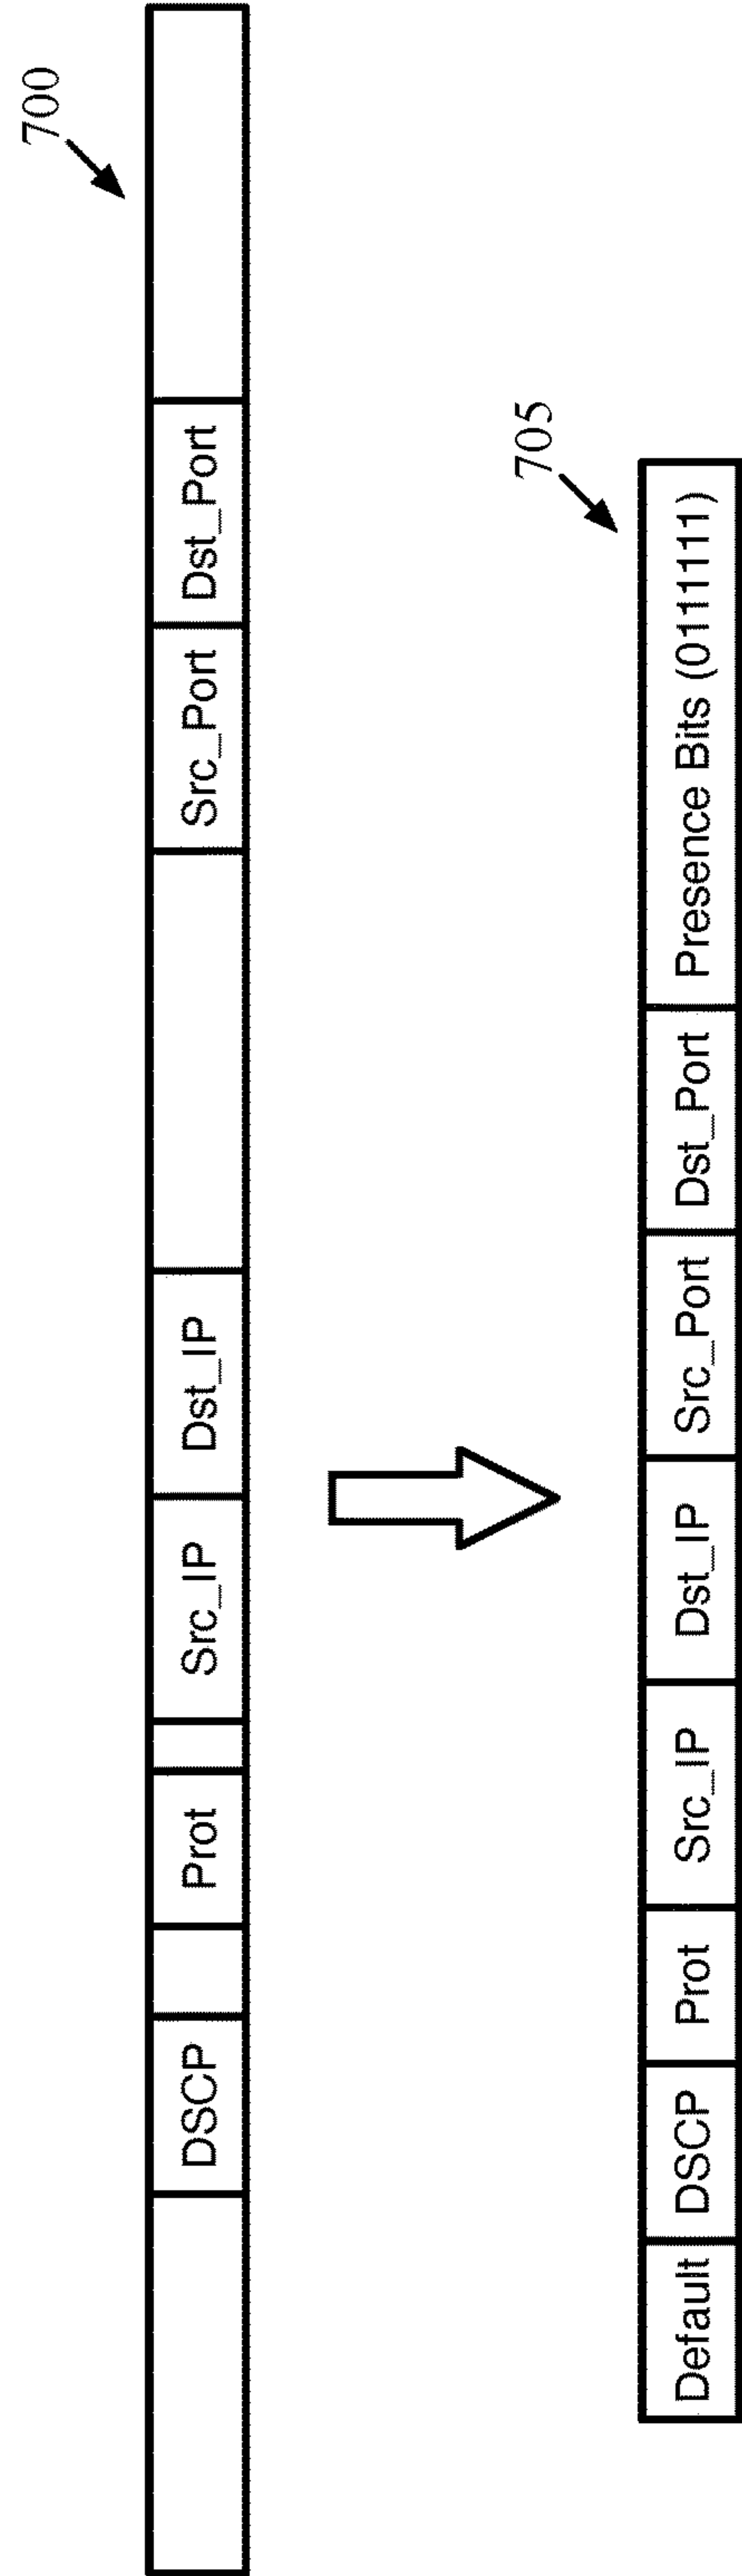 700
DSCP
Prot
Src_IP
Dst_IP
Src_Port
Dst_Port
705
Default
DSCP
Prot
Src_IP
Dst_IP
Src_Port
Dst_Port
Presence Bits (0111111)